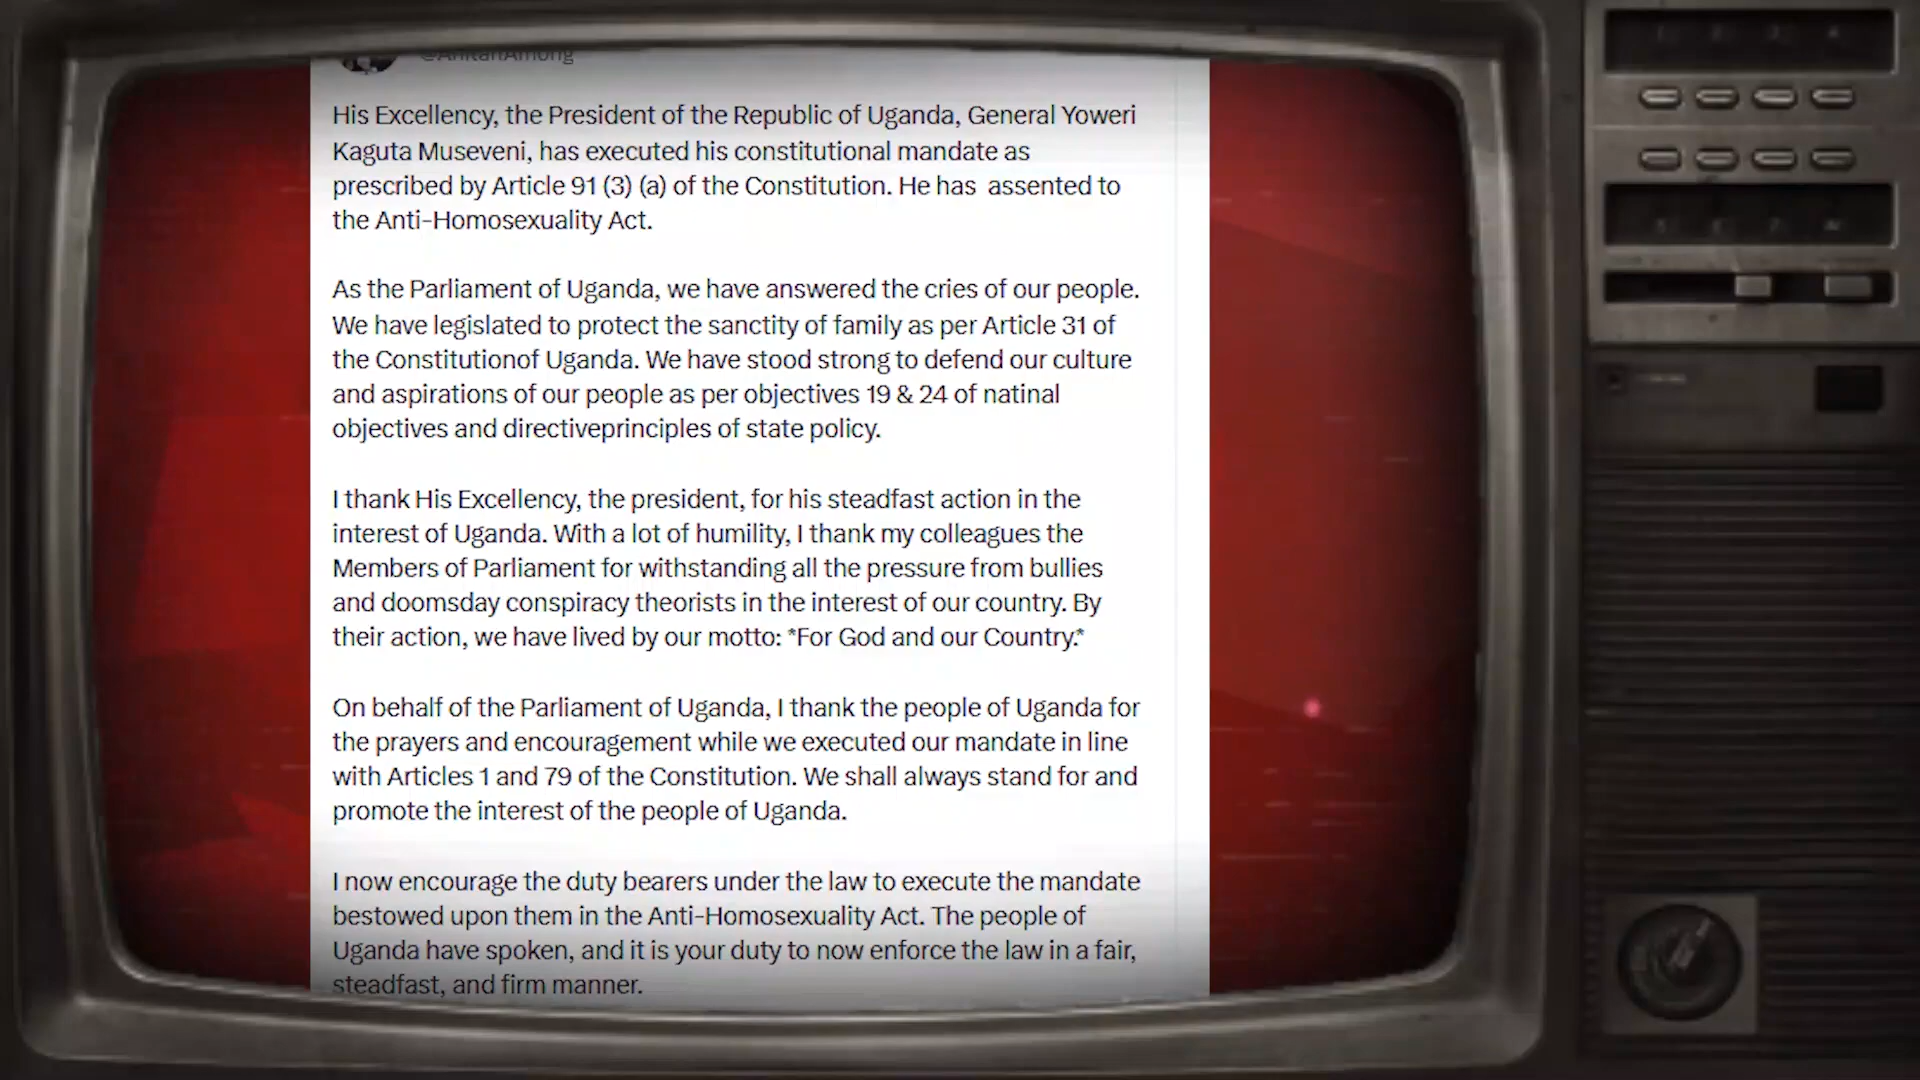 @AnitahAmong
His Excellency, the President of the Republic of Uganda, General Yoweri
Kaguta Museveni, has executed his constitutional mandate as
prescribed by Article 91 (3) (a) of the Constitution. He has assented to
the Anti-Homosexuality Act.
As the Parliament of Uganda, we have answered the cries of our people.
We have legislated to protect the sanctity of family as per Article 31 of
the Constitutionof Uganda. We have stood strong to defend our culture
and aspirations of our people as per objectives 19 & 24 of natinal
objectives and directiveprinciples of state policy.
I thank His Excellency, the president, for his steadfast action in the
interest of Uganda. With a lot of humility, I thank my colleagues the
Members of Parliament for withstanding all the pressure from bullies
and doomsday conspiracy theorists in the interest of our country. By
their action, we have lived by our motto: *For God and our Country.*
On behalf of the Parliament of Uganda, I thank the people of Uganda for
the prayers and encouragement while we executed our mandate in line
with Articles 1 and 79 of the Constitution. We shall always stand for and
promote the interest of the people of Uganda.
I now encourage the duty bearers under the law to execute the mandate
bestowed upon them in the Anti-Homosexuality Act. The people of
Uganda have spoken, and it is your duty to now enforce the law in a fair,
steadfast, and firm manner.